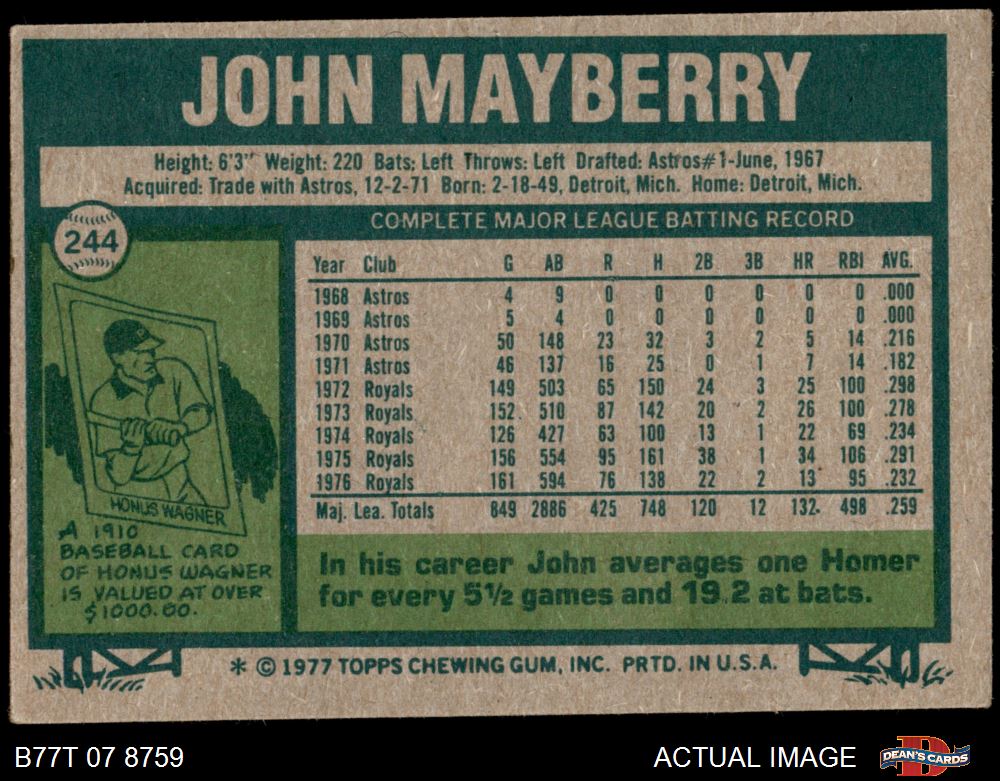 JOHN MAYBERRY
Height: 6'3" Weight: 220 Bats: Left Throws: Left Drafted: Astros#1-June, 1967
Acquired: Trade with Astros, 12-2-71 Born: 2-18-49, Detroit, Mich. Home: Detroit, Mich.
244
COMPLETE MAJOR LEAGUE BATTING RECORD
Year Club G AB R H 2B 3B HR RBI AVG.
1968 Astros 4 9 0 0 0 0 0 0 .000
1969 Astros 5 4 0 0 0 0 0 0 .000
1970 Astros 50 148 23 32 3 2 5 14 .216
1971 Astros 46 137 16 25 0 1 7 14 .182
1972 Royals 149 503 65 150 24 3 25 100 .298
1973 Royals 152 510 87 142 20 2 26 100 .278
1974 Royals 126 427 63 100 13 1 22 69 .234
1975 Royals 156 554 95 161 38 1 34 106 .291
1976 Royals 161 594 76 138 22 2 13 95 .232
Maj. Lea. Totals 849 2886 425 748 120 12 132 498 .259
HONUS WAGNER
A 1910
BASEBALL CARD
OF HONUS WAGNER
IS VALUED AT OVER
$1000.00.
In his career John averages one Homer
for every 5½ games and 19.2 at bats.
* © 1977 TOPPS CHEWING GUM, INC. PRTD. IN U.S.A.
B77T 07 8759
ACTUAL IMAGE
DEAN'S CARDS